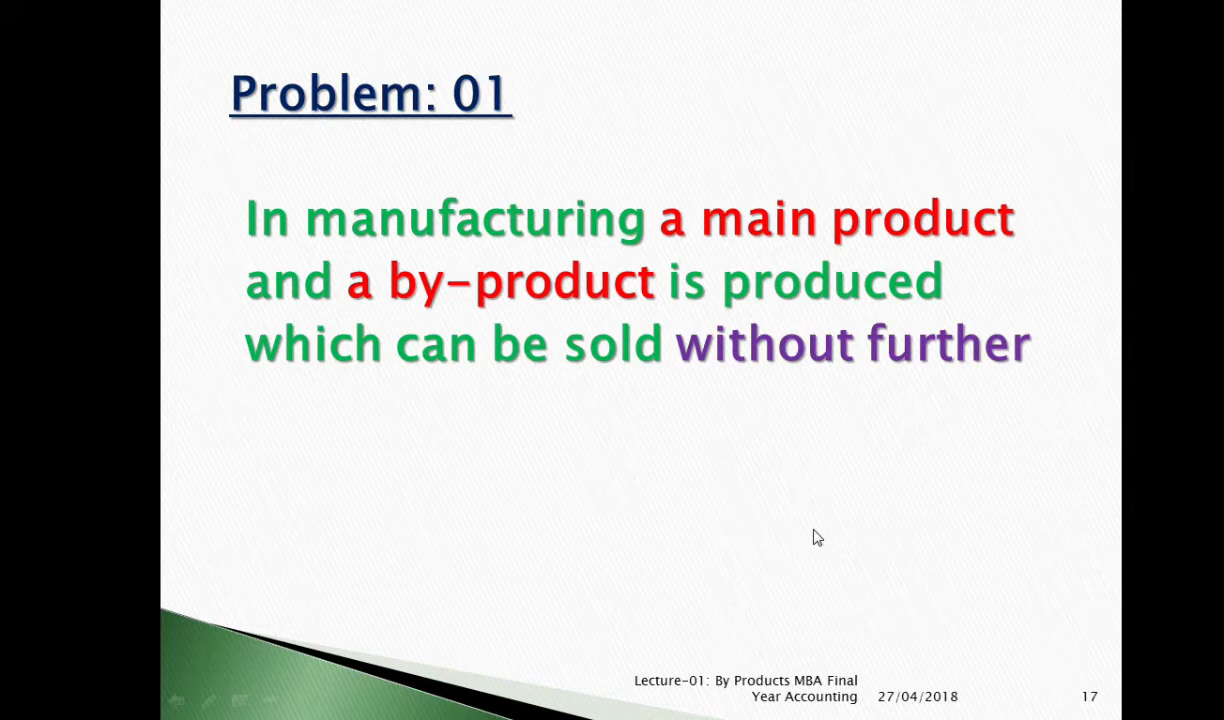 Problem: 01
In manufacturing a main product
and a by-product is produced
which can be sold without further
Lecture-01: By Products MBA Final
Year Accounting 27/04/2018 17